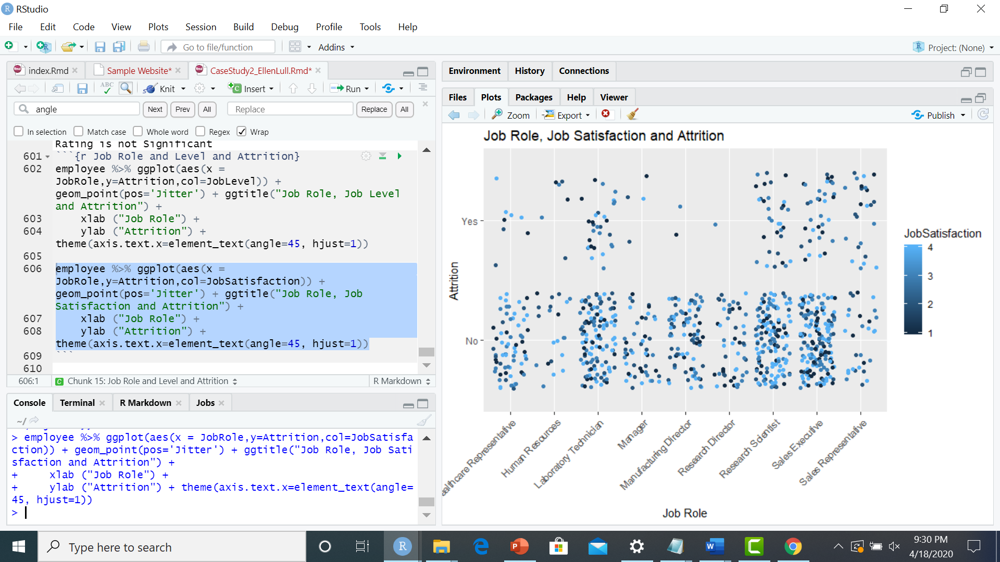 RStudio
File Edit Code View Plots Session Build Debug Profile Tools Help
Go to file/function Addins Project: (None)
index.Rmd Sample Website* CaseStudy2_EllenLull.Rmd*
ABC Knit Insert Run
angle Next Prev All Replace Replace All
In selection Match case Whole word Regex Wrap
Rating is not Significant
601 ```{r Job Role and Level and Attrition}
602 employee %>% ggplot(aes(x =
JobRole,y=Attrition,col=JobLevel)) +
geom_point(pos='Jitter') + ggtitle("Job Role, Job Level
and Attrition") +
603 xlab ("Job Role") +
604 ylab ("Attrition") +
theme(axis.text.x=element_text(angle=45, hjust=1))
605
606 employee %>% ggplot(aes(x =
JobRole,y=Attrition,col=JobSatisfaction)) +
geom_point(pos='Jitter') + ggtitle("Job Role, Job
Satisfaction and Attrition") +
607 xlab ("Job Role") +
608 ylab ("Attrition") +
theme(axis.text.x=element_text(angle=45, hjust=1))
609 ```
610
606:1 Chunk 15: Job Role and Level and Attrition R Markdown
Console Terminal R Markdown Jobs
~/
> employee %>% ggplot(aes(x = JobRole,y=Attrition,col=JobSatisfa
ction)) + geom_point(pos='Jitter') + ggtitle("Job Role, Job Sati
sfaction and Attrition") +
+ xlab ("Job Role") +
+ ylab ("Attrition") + theme(axis.text.x=element_text(angle=
45, hjust=1))
>
Environment History Connections
Files Plots Packages Help Viewer
Zoom Export Publish
Job Role, Job Satisfaction and Attrition
Attrition
Yes
No
ealthcare Representative
Human Resources
Laboratory Technician
Manager
Manufacturing Director
Research Director
Research Scientist
Sales Executive
Sales Representative
Job Role
JobSatisfaction
4
3
2
1
Type here to search
9:30 PM
4/18/2020